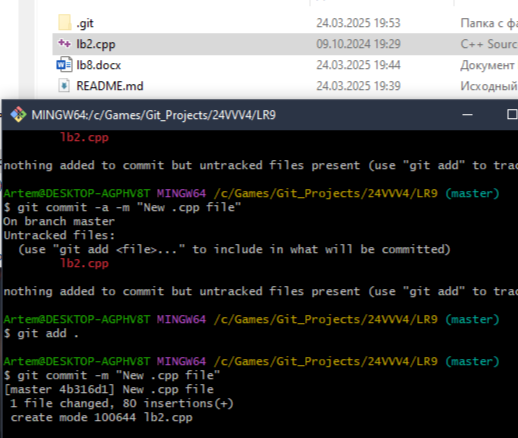 .git 24.03.2025 19:53 Папка с ф
lb2.cpp 09.10.2024 19:29 C++ Sourc
lb8.docx 24.03.2025 19:44 Документ
README.md 24.03.2025 19:39 Исходный
MINGW64:/c/Games/Git_Projects/24VVV4/LR9
lb2.cpp
nothing added to commit but untracked files present (use "git add" to trac
Artem@DESKTOP-AGPHV8T MINGW64 /c/Games/Git_Projects/24VVV4/LR9 (master)
$ git commit -a -m "New .cpp file"
On branch master
Untracked files:
(use "git add <file>..." to include in what will be committed)
lb2.cpp
nothing added to commit but untracked files present (use "git add" to trac
Artem@DESKTOP-AGPHV8T MINGW64 /c/Games/Git_Projects/24VVV4/LR9 (master)
$ git add .
Artem@DESKTOP-AGPHV8T MINGW64 /c/Games/Git_Projects/24VVV4/LR9 (master)
$ git commit -m "New .cpp file"
[master 4b316d1] New .cpp file
1 file changed, 80 insertions(+)
create mode 100644 lb2.cpp